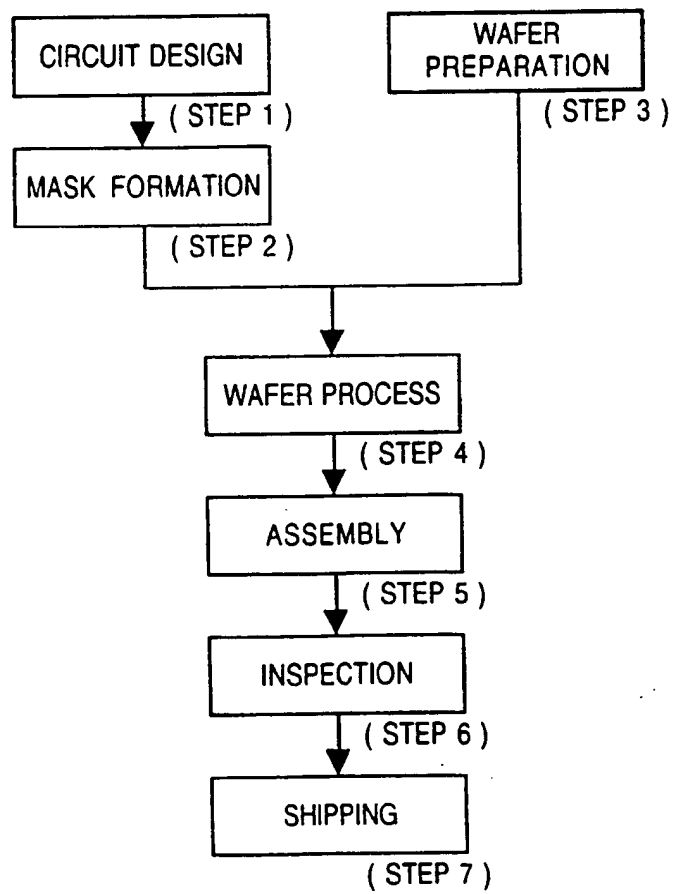 CIRCUIT DESIGN
( STEP 1 )
MASK FORMATION
( STEP 2 )
WAFER
PREPARATION
( STEP 3 )
WAFER PROCESS
( STEP 4 )
ASSEMBLY
( STEP 5 )
INSPECTION
( STEP 6 )
SHIPPING
( STEP 7 )